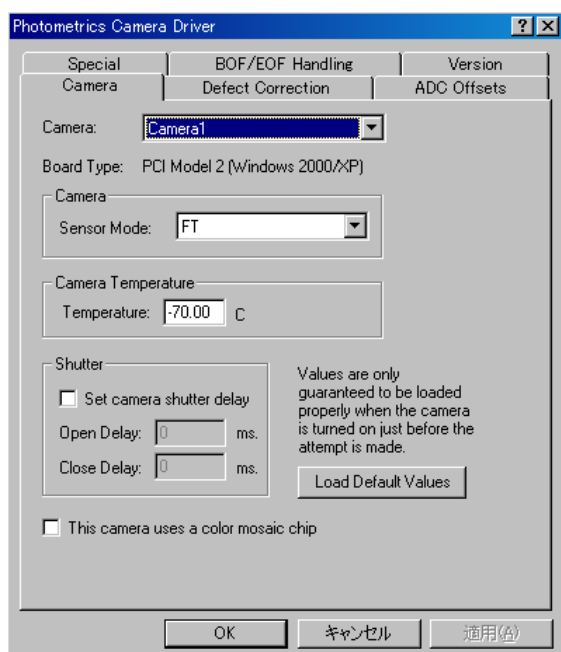 Photometrics Camera Driver
Special
BOF/EOF Handling
Version
Camera
Defect Correction
ADC Offsets
Camera: Camera1
Board Type: PCI Model 2 (Windows 2000/XP)
Camera
Sensor Mode: FT
Camera Temperature
Temperature: -70.00 C
Shutter
Set camera shutter delay
Open Delay: 0 ms.
Close Delay: 0 ms.
Values are only
guaranteed to be loaded
properly when the camera
is turned on just before the
attempt is made.
Load Default Values
This camera uses a color mosaic chip
OK
キャンセル
適用(A)